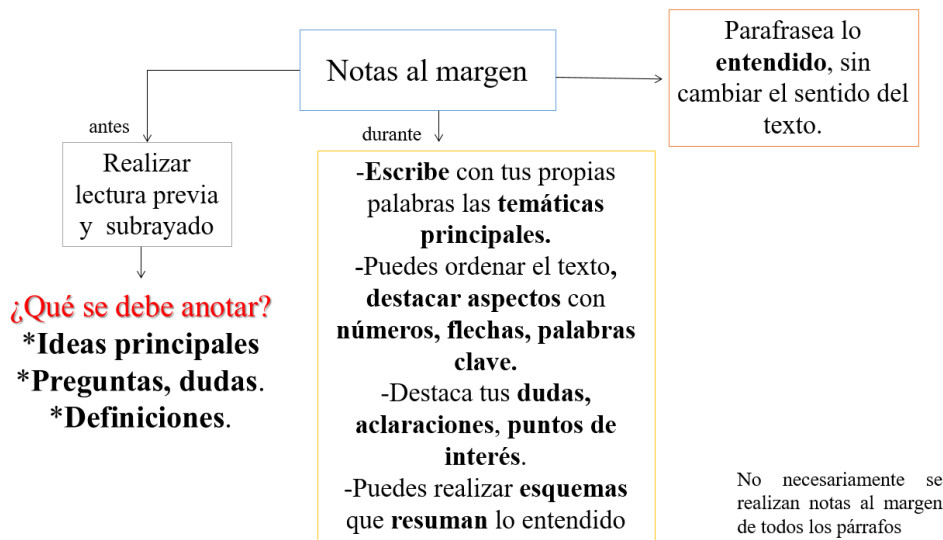 Notas al margen
Parafrasea lo
entendido, sin
cambiar el sentido del
texto.
antes
Realizar
lectura previa
y subrayado
¿Qué se debe anotar?
*Ideas principales
*Preguntas, dudas.
*Definiciones.
durante
-Escribe con tus propias
palabras las temáticas
principales.
-Puedes ordenar el texto,
destacar aspectos con
números, flechas, palabras
clave.
-Destaca tus dudas,
aclaraciones, puntos de
interés.
-Puedes realizar esquemas
que resuman lo entendido
No necesariamente se
realizan notas al margen
de todos los párrafos